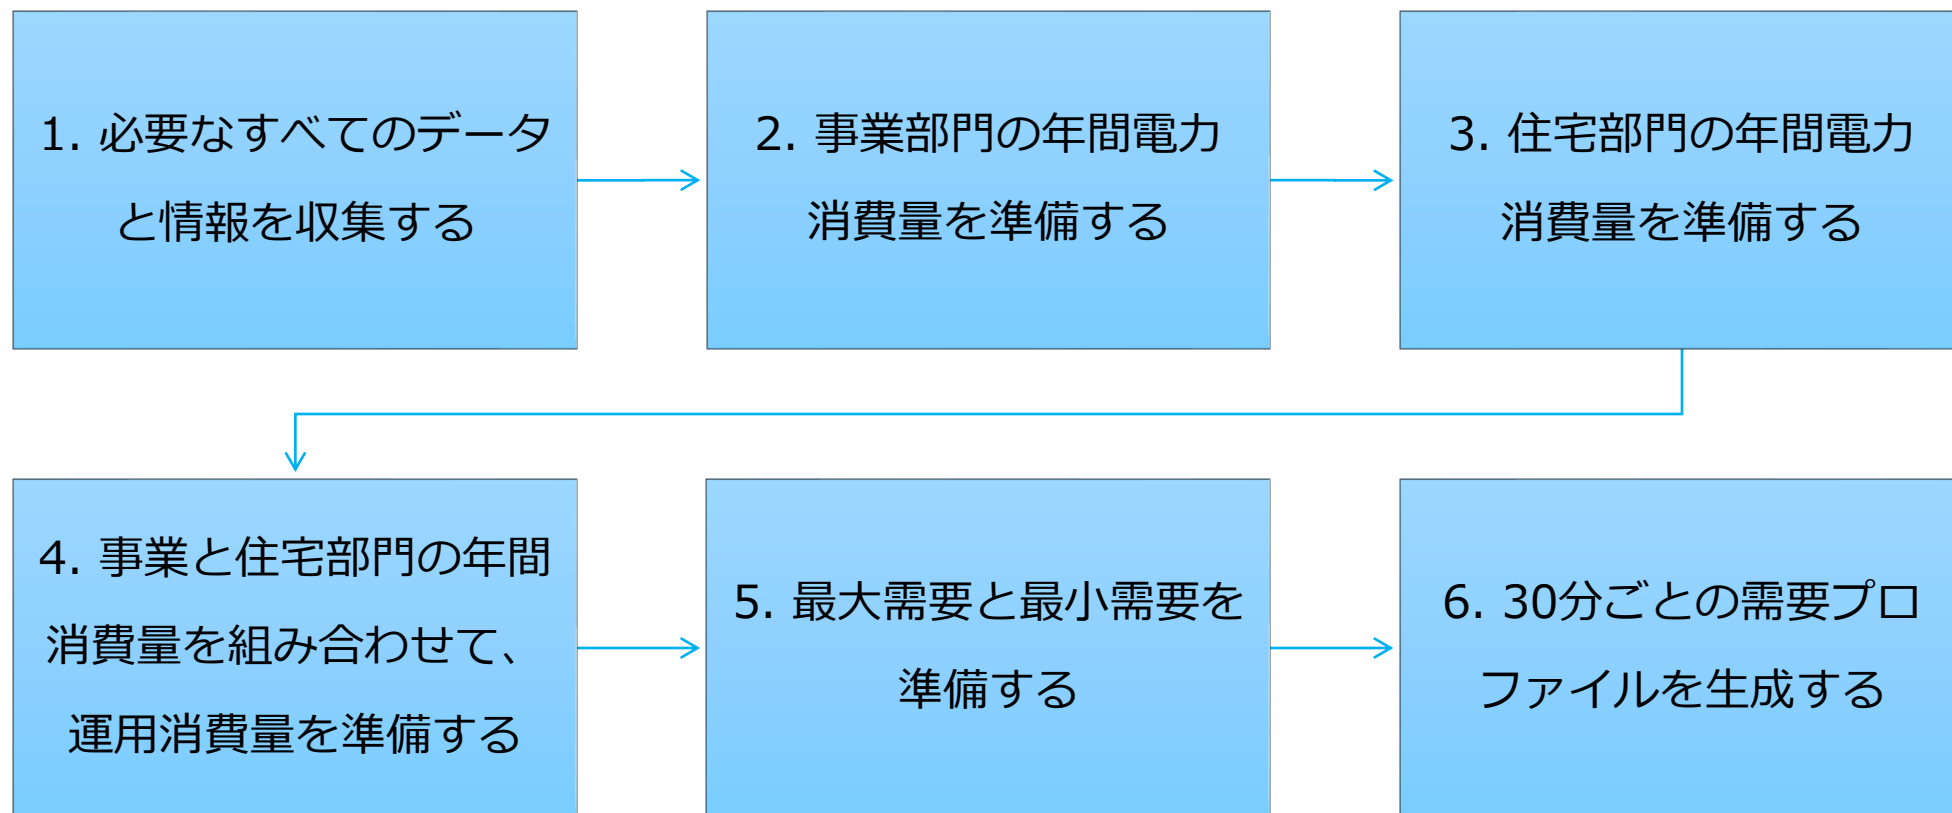 1. 必要なすべてのデータ
と情報を収集する
2. 事業部門の年間電力
消費量を準備する
3. 住宅部門の年間電力
消費量を準備する
4. 事業と住宅部門の年間
消費量を組み合わせて、
運用消費量を準備する
5. 最大需要と最小需要を
準備する
6. 30分ごとの需要プロ
ファイルを生成する